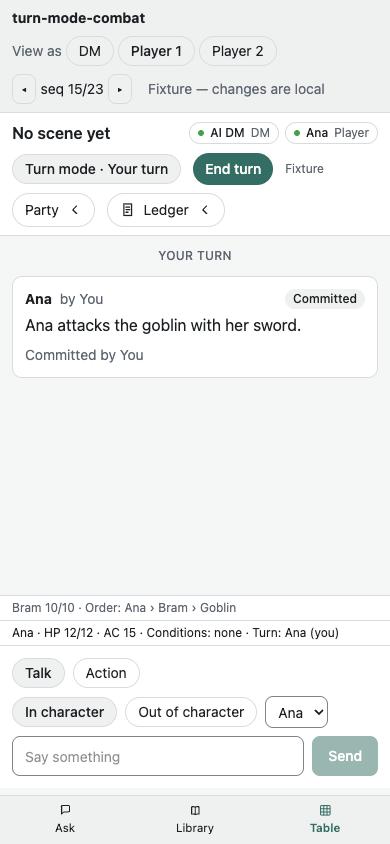 turn-mode-combat
View as DM Player 1 Player 2
seq 15/23 Fixture — changes are local
No scene yet AI DM DM Ana Player
Turn mode · Your turn End turn Fixture
Party Ledger
YOUR TURN
Ana by You Committed
Ana attacks the goblin with her sword.
Committed by You
Bram 10/10 · Order: Ana › Bram › Goblin
Ana · HP 12/12 · AC 15 · Conditions: none · Turn: Ana (you)
Talk Action
In character Out of character Ana
Say something Send
Ask Library Table